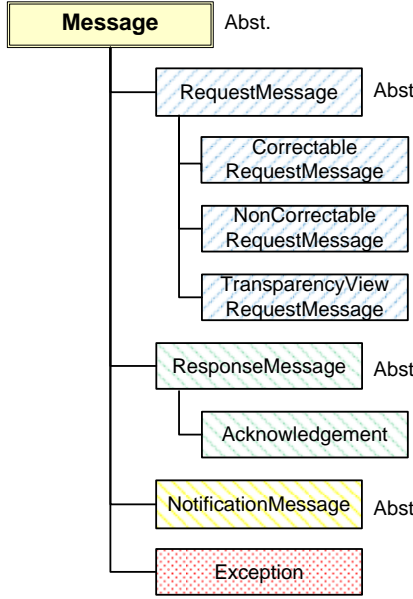 Message Abst.
RequestMessage Abst
Correctable
RequestMessage
NonCorrectable
RequestMessage
TransparencyView
RequestMessage
ResponseMessage Abst
Acknowledgement
NotificationMessage Abst
Exception